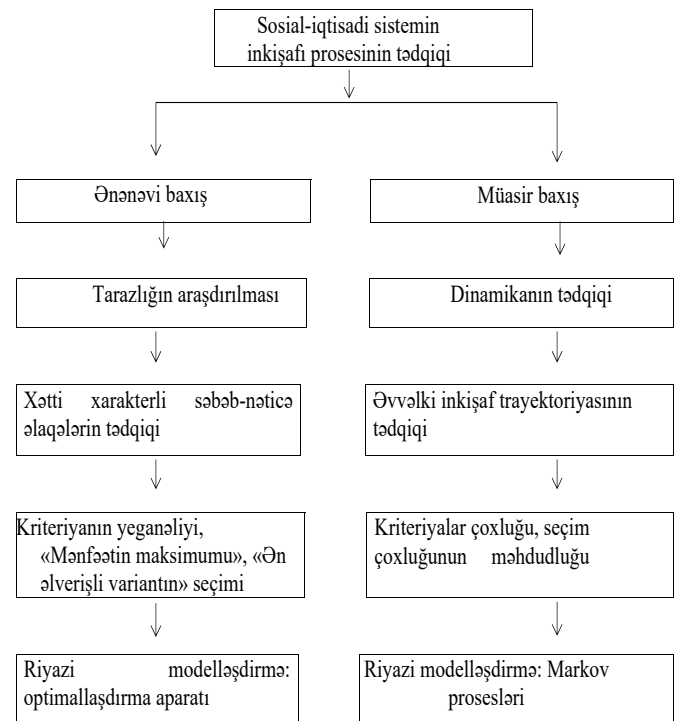 Sosial-iqtisadi sistemin
inkişafı prosesinin tədqiqi
Ənənəvi baxış
Müasir baxış
Tarazlığın araşdırılması
Dinamikanın tədqiqi
Xətti xarakterli səbəb-nəticə
əlaqələrin tədqiqi
Əvvəlki inkişaf trayektoriyasının
tədqiqi
Kriteriyanın yeganəliyi,
«Mənfəətin maksimumu», «Ən
əlverişli variantın» seçimi
Kriteriyalar çoxluğu, seçim
çoxluğunun məhdudluğu
Riyazi modelləşdirmə:
optimallaşdırma aparatı
Riyazi modelləşdirmə: Markov
prosesləri